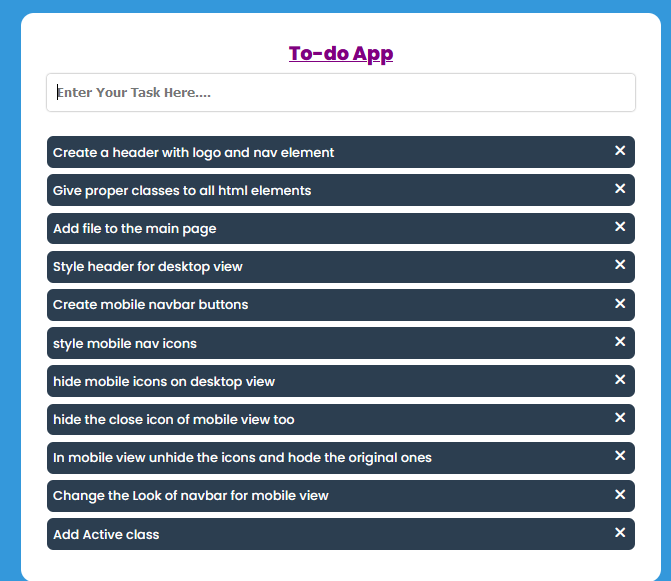 To-do App
Enter Your Task Here....
Create a header with logo and nav element
Give proper classes to all html elements
Add file to the main page
Style header for desktop view
Create mobile navbar buttons
style mobile nav icons
hide mobile icons on desktop view
hide the close icon of mobile view too
In mobile view unhide the icons and hode the original ones
Change the Look of navbar for mobile view
Add Active class